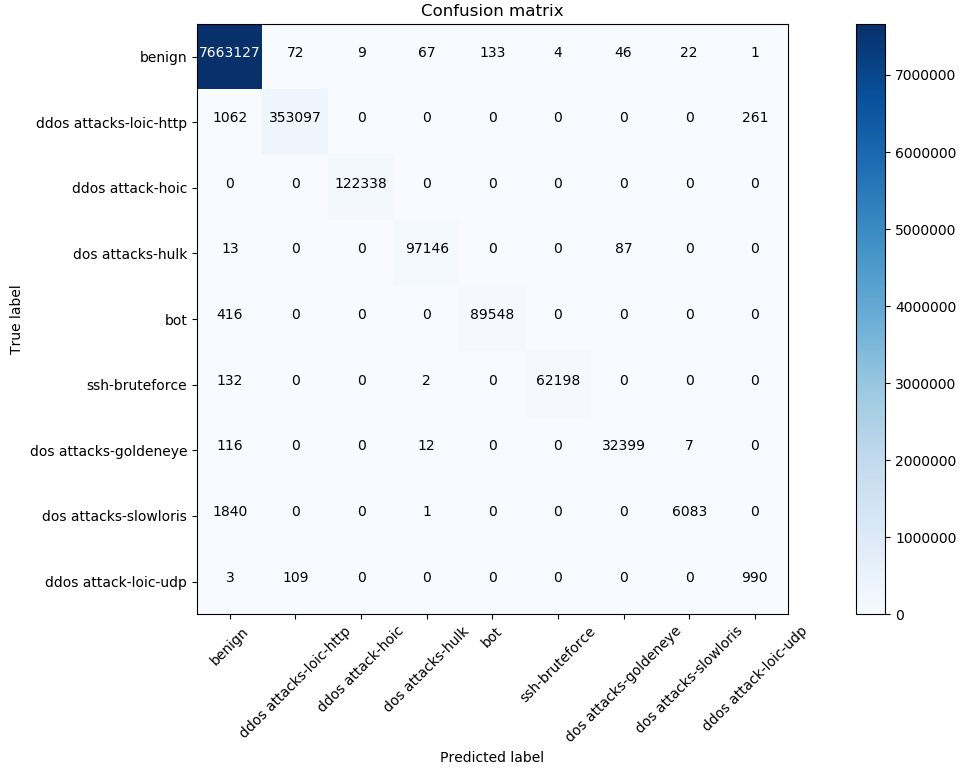 Confusion matrix
benign 7663127 72 9 67 133 4 46 22 1
ddos attacks-loic-http 1062 353097 0 0 0 0 0 0 261
ddos attack-hoic 0 0 122338 0 0 0 0 0 0
dos attacks-hulk 13 0 0 97146 0 0 87 0 0
bot 416 0 0 0 89548 0 0 0 0
ssh-bruteforce 132 0 0 2 0 62198 0 0 0
dos attacks-goldeneye 116 0 0 12 0 0 32399 7 0
dos attacks-slowloris 1840 0 0 1 0 0 0 6083 0
ddos attack-loic-udp 3 109 0 0 0 0 0 0 990
True label
benign
ddos attacks-loic-http
ddos attack-hoic
dos attacks-hulk
bot
ssh-bruteforce
dos attacks-goldeneye
dos attacks-slowloris
ddos attack-loic-udp
Predicted label
7000000
6000000
5000000
4000000
3000000
2000000
1000000
0